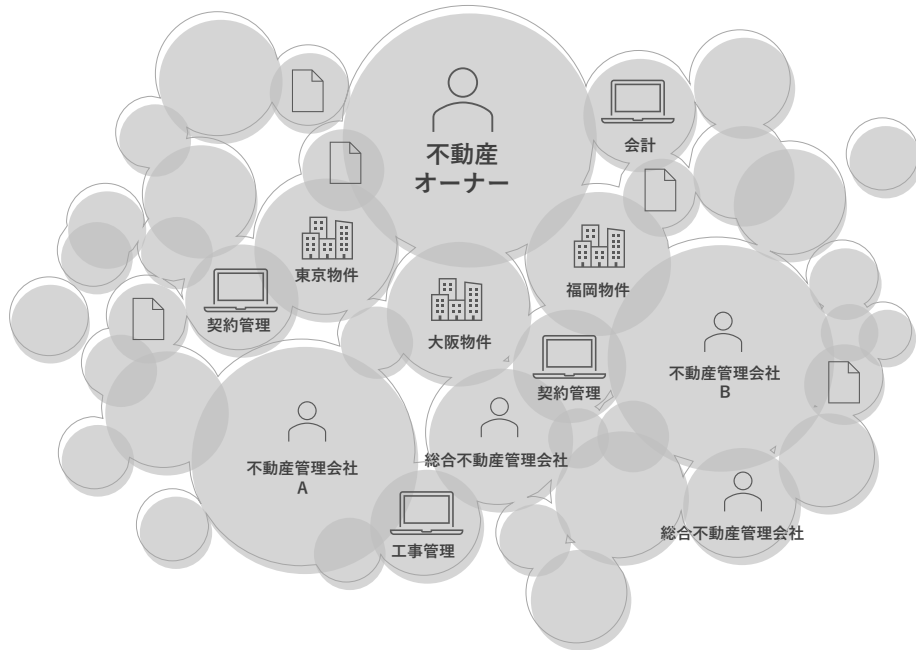 不動産
オーナー
会計
東京物件
福岡物件
契約管理
大阪物件
不動産管理会社
B
契約管理
不動産管理会社
A
総合不動産管理会社
工事管理
総合不動産管理会社